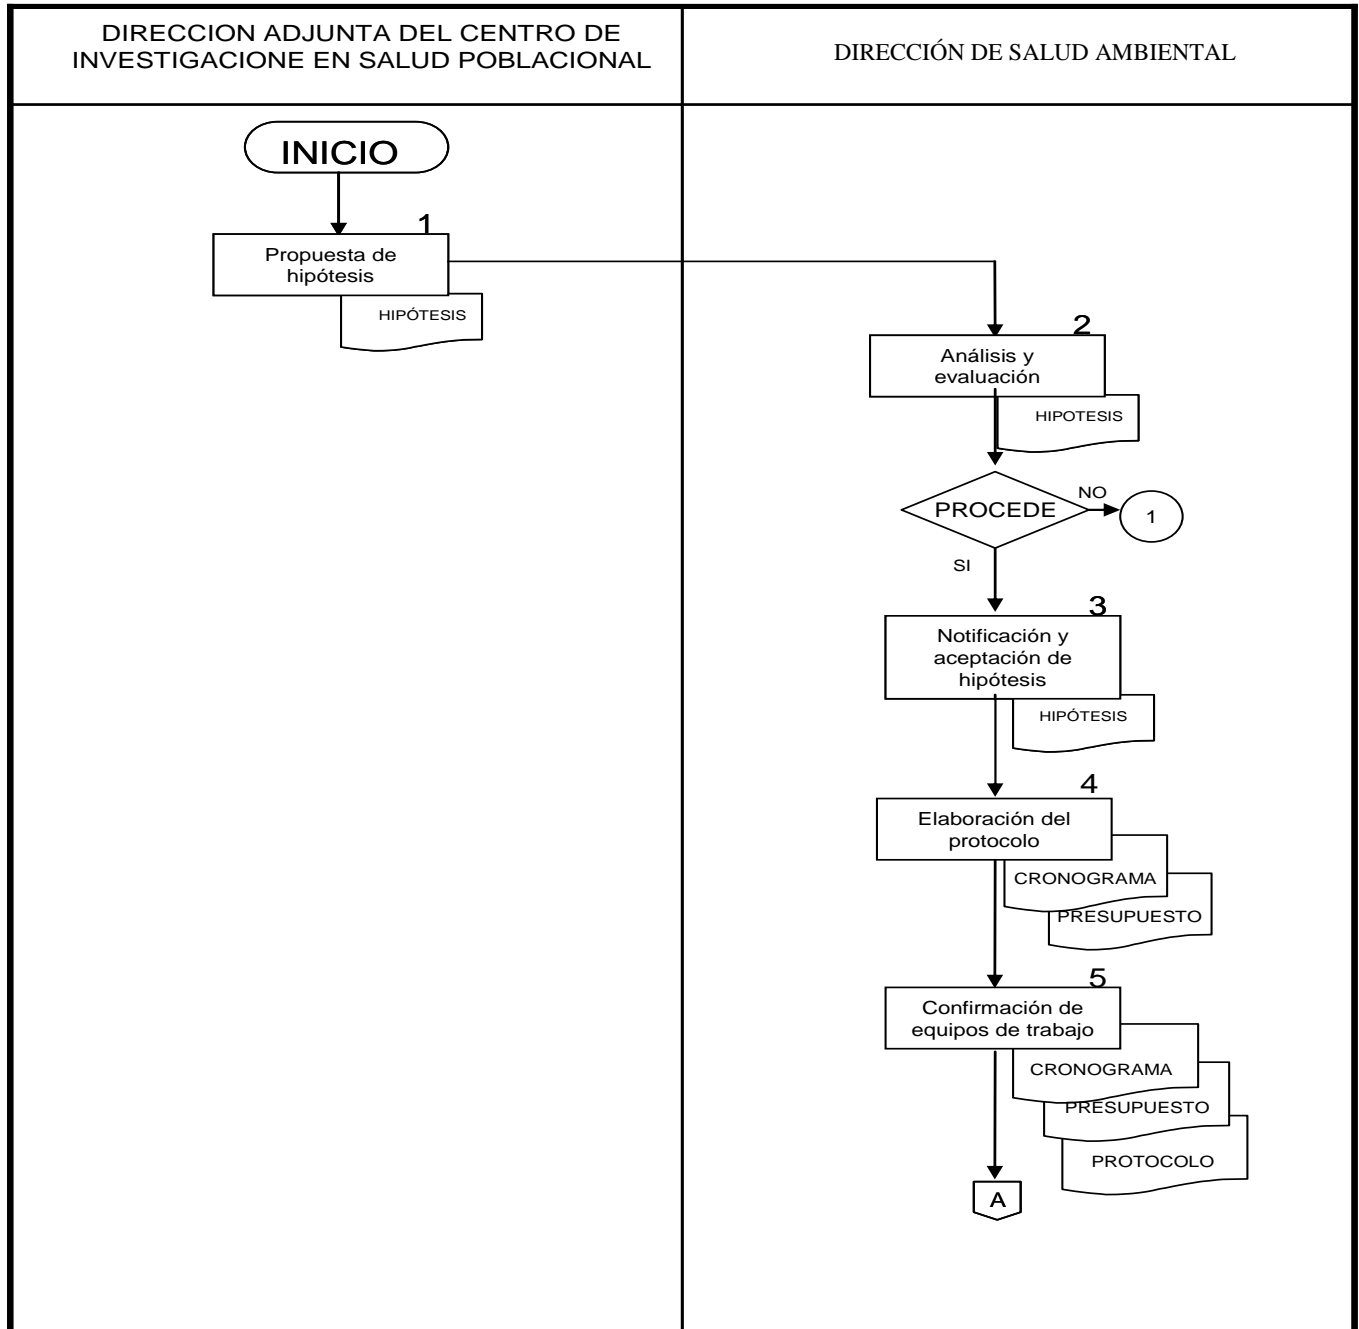 DIRECCION ADJUNTA DEL CENTRO DE
INVESTIGACIONE EN SALUD POBLACIONAL
DIRECCIÓN DE SALUD AMBIENTAL
INICIO
1
Propuesta de
hipótesis
HIPÓTESIS
2
Análisis y
evaluación
HIPOTESIS
PROCEDE
NO
1
SI
3
Notificación y
aceptación de
hipótesis
HIPÓTESIS
4
Elaboración del
protocolo
CRONOGRAMA
PRESUPUESTO
5
Confirmación de
equipos de trabajo
CRONOGRAMA
PRESUPUESTO
PROTOCOLO
A